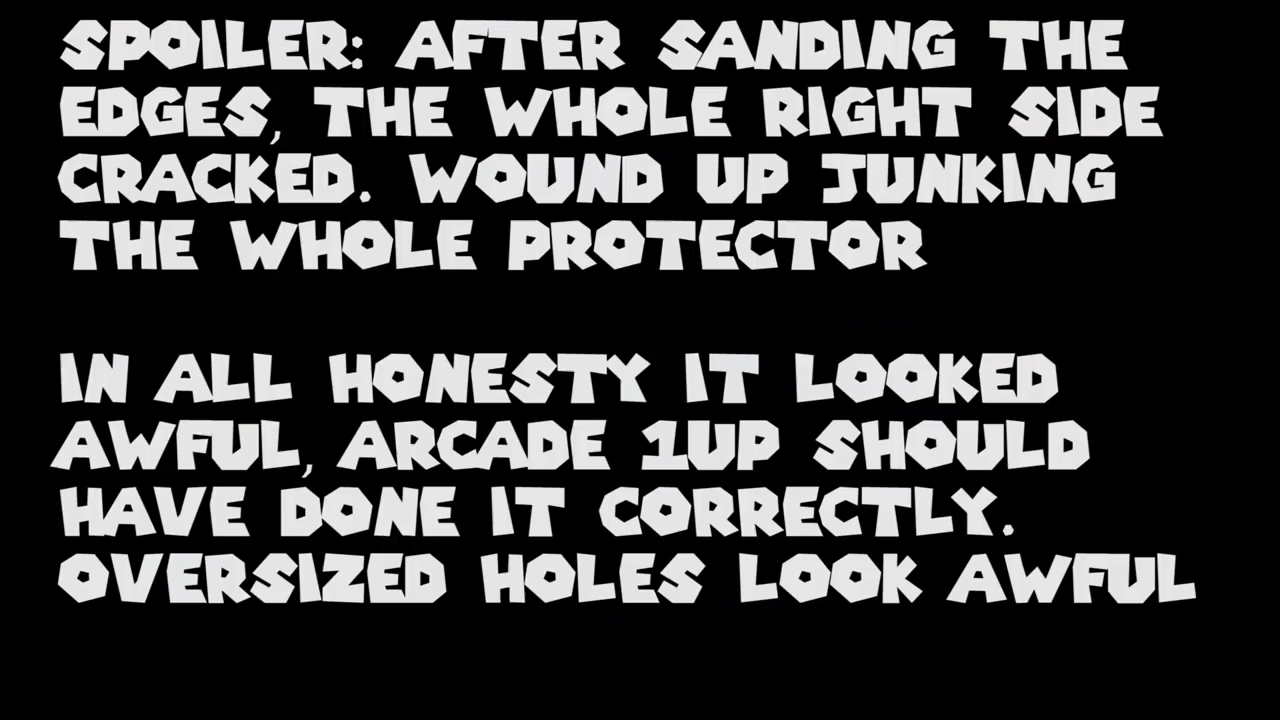 SPOILER: AFTER SANDING THE
EDGES, THE WHOLE RIGHT SIDE
CRACKED. WOUND UP JUNKING
THE WHOLE PROTECTOR
IN ALL HONESTY IT LOOKED
AWFUL, ARCADE 1UP SHOULD
HAVE DONE IT CORRECTLY.
OVERSIZED HOLES LOOK AWFUL